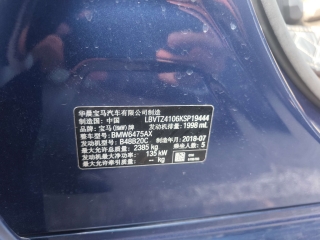 华晨宝马汽车有限公司制造
制造国：中国 LBVTZ4106KSP19444
品牌：宝马(BMW)牌 发动机排量：1998 mL
整车型号：BMW6475AX
发动机型号：B48B20C 制造年月：2018-07
最大允许总质量：2385 kg 乘坐人数：5
发动机最大净功率：135 kW
-- kg